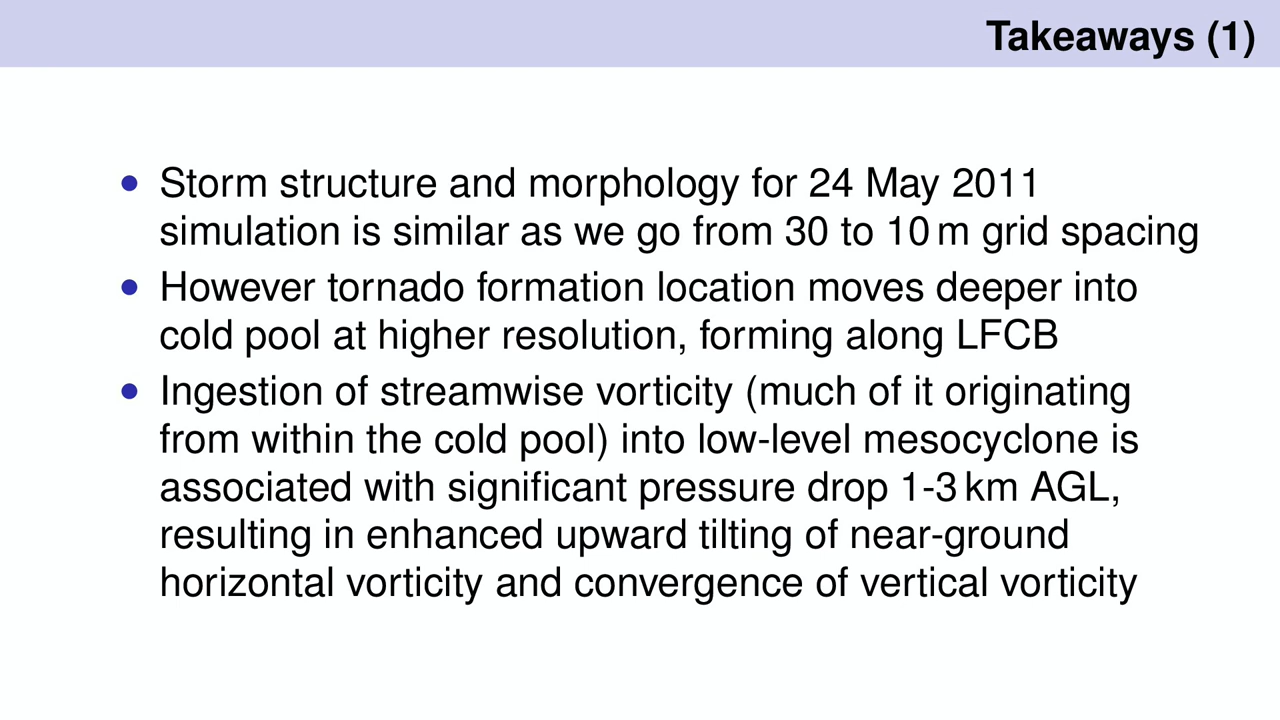 Takeaways (1)
• Storm structure and morphology for 24 May 2011
simulation is similar as we go from 30 to 10 m grid spacing
• However tornado formation location moves deeper into
cold pool at higher resolution, forming along LFCB
• Ingestion of streamwise vorticity (much of it originating
from within the cold pool) into low-level mesocyclone is
associated with significant pressure drop 1-3 km AGL,
resulting in enhanced upward tilting of near-ground
horizontal vorticity and convergence of vertical vorticity